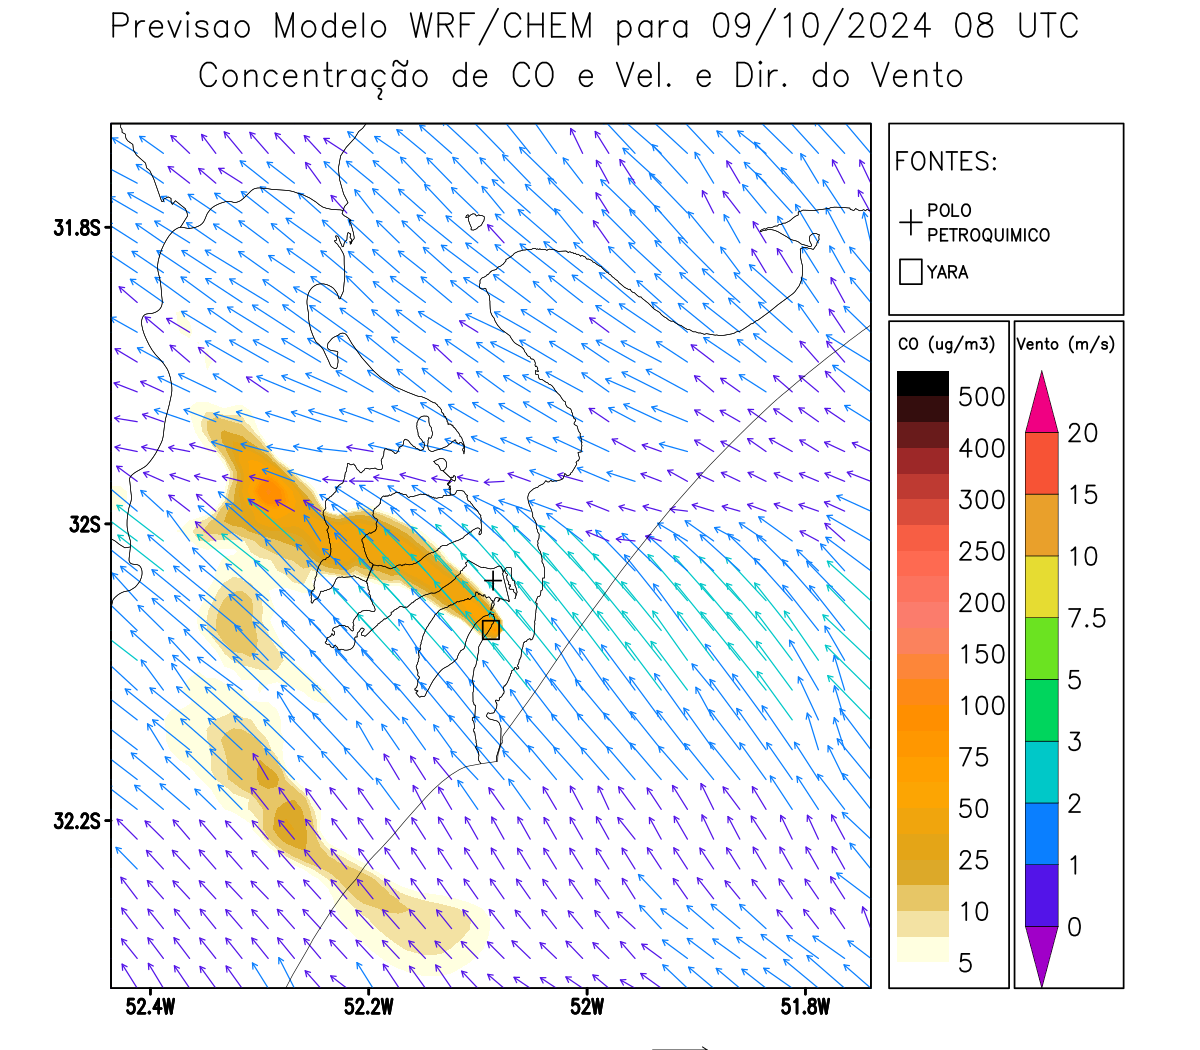 Previsao Modelo WRF/CHEM para 09/10/2024 08 UTC
Concentração de CO e Vel. e Dir. do Vento
FONTES:
POLO
PETROQUIMICO
YARA
CO (ug/m3)
500
400
300
250
200
150
100
75
50
25
10
5
Vento (m/s)
20
15
10
7.5
5
3
2
1
0
31.8S
32S
32.2S
52.4W
52.2W
52W
51.8W